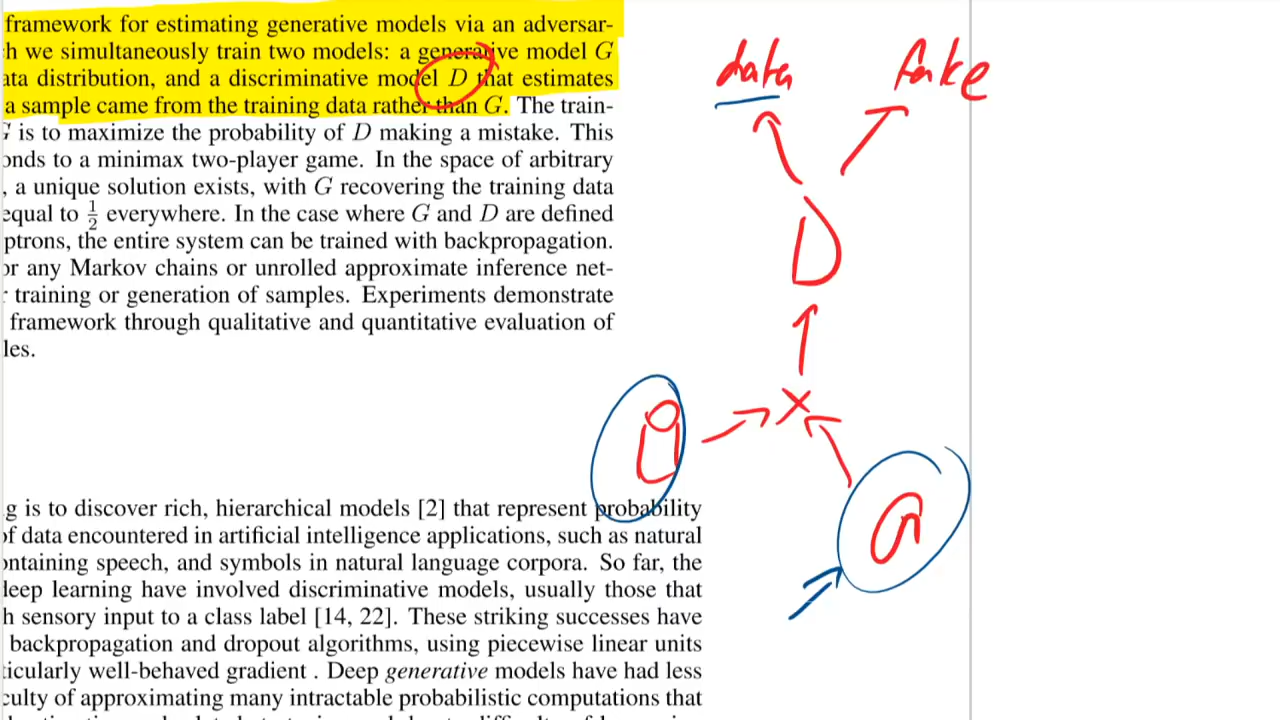 framework for estimating generative models via an adversar-
h we simultaneously train two models: a generative model G
ata distribution, and a discriminative model D that estimates
a sample came from the training data rather than G. The train-
is to maximize the probability of D making a mistake. This
onds to a minimax two-player game. In the space of arbitrary
, a unique solution exists, with G recovering the training data
equal to 1/2 everywhere. In the case where G and D are defined
ptrons, the entire system can be trained with backpropagation.
or any Markov chains or unrolled approximate inference net-
training or generation of samples. Experiments demonstrate
framework through qualitative and quantitative evaluation of
les.
data fake
D
x
G
g is to discover rich, hierarchical models [2] that represent probability
of data encountered in artificial intelligence applications, such as natural
ontaining speech, and symbols in natural language corpora. So far, the
deep learning have involved discriminative models, usually those that
h sensory input to a class label [14, 22]. These striking successes have
backpropagation and dropout algorithms, using piecewise linear units
ticularly well-behaved gradient . Deep generative models have had less
culty of approximating many intractable probabilistic computations that